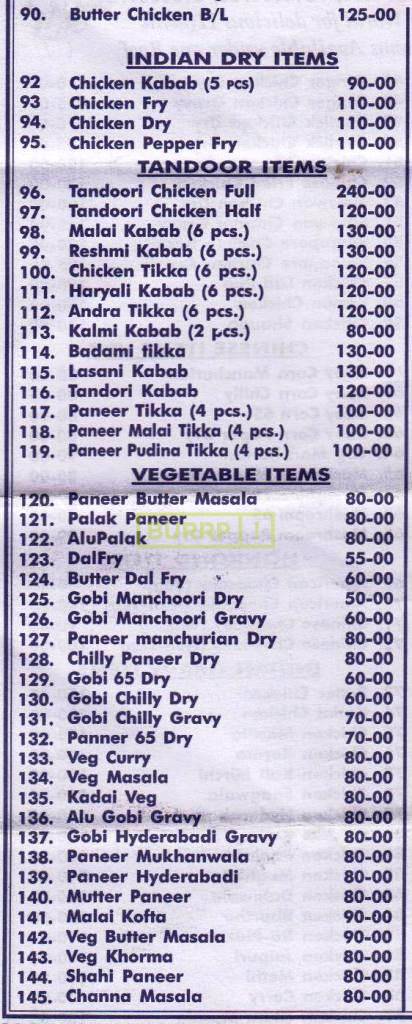 90. Butter Chicken B/L 125-00
INDIAN DRY ITEMS
92 Chicken Kabab (5 pcs) 90-00
93 Chicken Fry 110-00
94. Chicken Dry 110-00
95. Chicken Pepper Fry 110-00
TANDOOR ITEMS
96. Tandoori Chicken Full 240-00
97. Tandoori Chicken Half 120-00
98. Malai Kabab (6 pcs.) 130-00
99. Reshmi Kabab (6 pcs.) 130-00
100. Chicken Tikka (6 pcs.) 120-00
111. Haryali Kabab (6 pcs.) 120-00
112. Andra Tikka (6 pcs.) 120-00
113. Kalmi Kabab (2 pcs.) 80-00
114. Badami tikka 130-00
115. Lasani Kabab 130-00
116. Tandori Kabab 120-00
117. Paneer Tikka (4 pcs.) 100-00
118. Paneer Malai Tikka (4 pcs.) 100-00
119. Paneer Pudina Tikka (4 pcs.) 100-00
VEGETABLE ITEMS
120. Paneer Butter Masala 80-00
121. Palak Paneer 80-00
BURRP !
122. AluPalak 80-00
123. DalFry 55-00
124. Butter Dal Fry 60-00
125. Gobi Manchoori Dry 50-00
126. Gobi Manchoori Gravy 60-00
127. Paneer manchurian Dry 80-00
128. Chilly Paneer Dry 80-00
129. Gobi 65 Dry 60-00
130. Gobi Chilly Dry 60-00
131. Gobi Chilly Gravy 70-00
132. Panner 65 Dry 70-00
133. Veg Curry 80-00
134. Veg Masala 80-00
135. Kadai Veg 80-00
136. Alu Gobi Gravy 80-00
137. Gobi Hyderabadi Gravy 80-00
138. Paneer Mukhanwala 80-00
139. Paneer Hyderabadi 80-00
140. Mutter Paneer 80-00
141. Malai Kofta 90-00
142. Veg Butter Masala 90-00
143. Veg Khorma 80-00
144. Shahi Paneer 80-00
145. Channa Masala 80-00